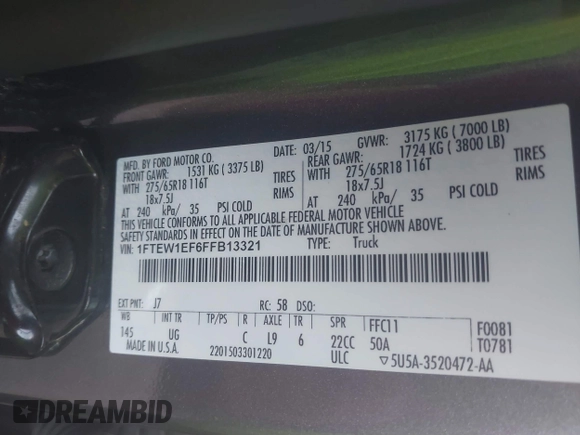 MFD. BY FORD MOTOR CO. DATE: 03/15 GVWR: 3175 KG ( 7000 LB)
FRONT GAWR: 1531 KG ( 3375 LB) REAR GAWR: 1724 KG ( 3800 LB)
WITH 275/65R18 116T TIRES WITH 275/65R18 116T TIRES
18x7.5J RIMS 18x7.5J RIMS
AT 240 kPa/ 35 PSI COLD AT 240 kPa/ 35 PSI COLD
THIS VEHICLE CONFORMS TO ALL APPLICABLE FEDERAL MOTOR VEHICLE
SAFETY STANDARDS IN EFFECT ON THE DATE OF MANUFACTURE SHOWN ABOVE.
VIN: 1FTEW1EF6FFB13321 TYPE: Truck
EXT PNT: J7 RC: 58 DSO:
WB INT TR TP/PS R AXLE TR SPR FFC11 F0081
145 UG C L9 6 22CC 50A T0781
MADE IN U.S.A. 2201503301220 ULC ▽5U5A-3520472-AA
DREAMBID